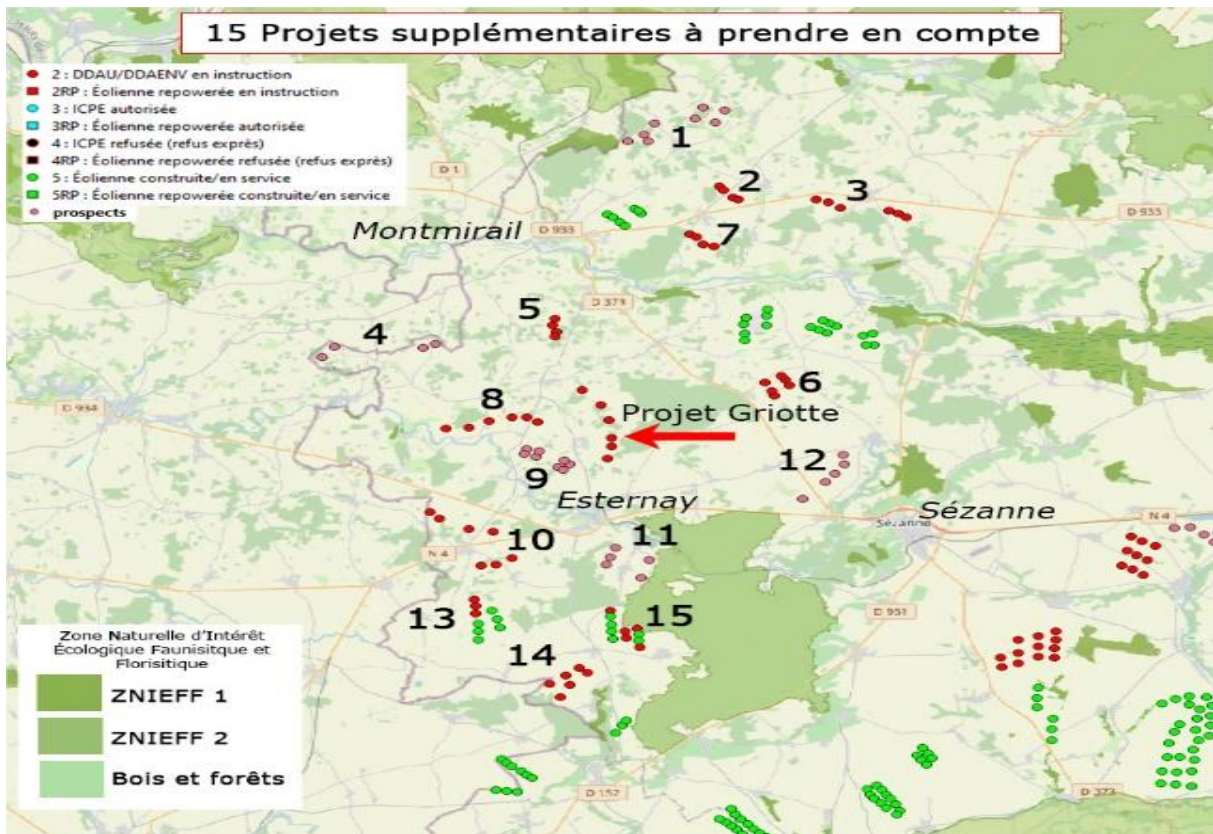 15 Projets supplémentaires à prendre en compte
2 : DDAU/DDAENV en instruction
2RP : Éolienne repowerée en instruction
3 : ICPE autorisée
3RP : Éolienne repowerée autorisée
4 : ICPE refusée (refus exprès)
4RP : Éolienne repowerée refusée (refus exprès)
5 : Éolienne construite/en service
5RP : Éolienne repowerée construite/en service
prospects
D 1
1
2
3
Montmirail
D 933
7
D 933
D 373
5
4
6
D 934
8
Projet Griotte
9
12
Esternay
Sézanne
Sézanne
N 4
10
11
N 4
13
15
D 951
14
Zone Naturelle d'Intérêt
Écologique Faunisitque et
Florisitique
ZNIEFF 1
ZNIEFF 2
Bois et forêts
D 373